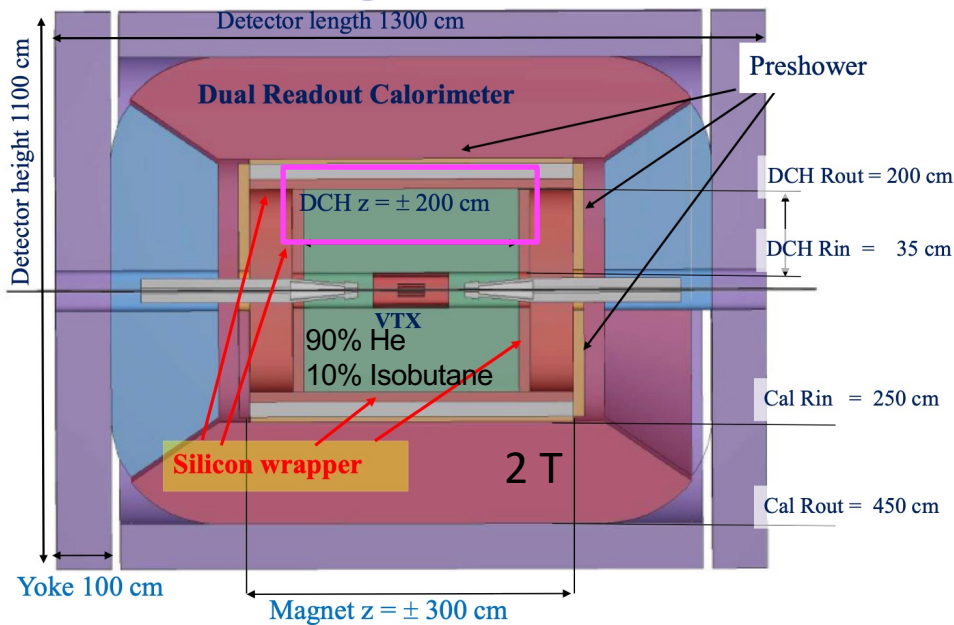 Detector length 1300 cm
Detector height 1100 cm
Preshower
Dual Readout Calorimeter
DCH Rout = 200 cm
DCH z = ± 200 cm
DCH Rin = 35 cm
VTX
90% He
10% Isobutane
Cal Rin = 250 cm
Silicon wrapper
2 T
Cal Rout = 450 cm
Yoke 100 cm
Magnet z = ± 300 cm